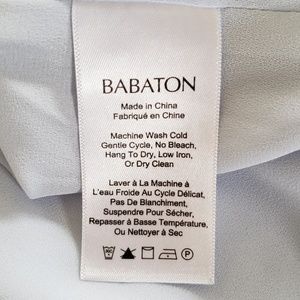 BABATON
Made in China
Fabriqué en Chine
Machine Wash Cold
Gentle Cycle, No Bleach,
Hang To Dry, Low Iron,
Or Dry Clean
Laver à La Machine à
L'eau Froide Au Cycle Délicat,
Pas De Blanchiment,
Suspendre Pour Sécher,
Repasser à Basse Température,
Ou Nettoyer à Sec
P